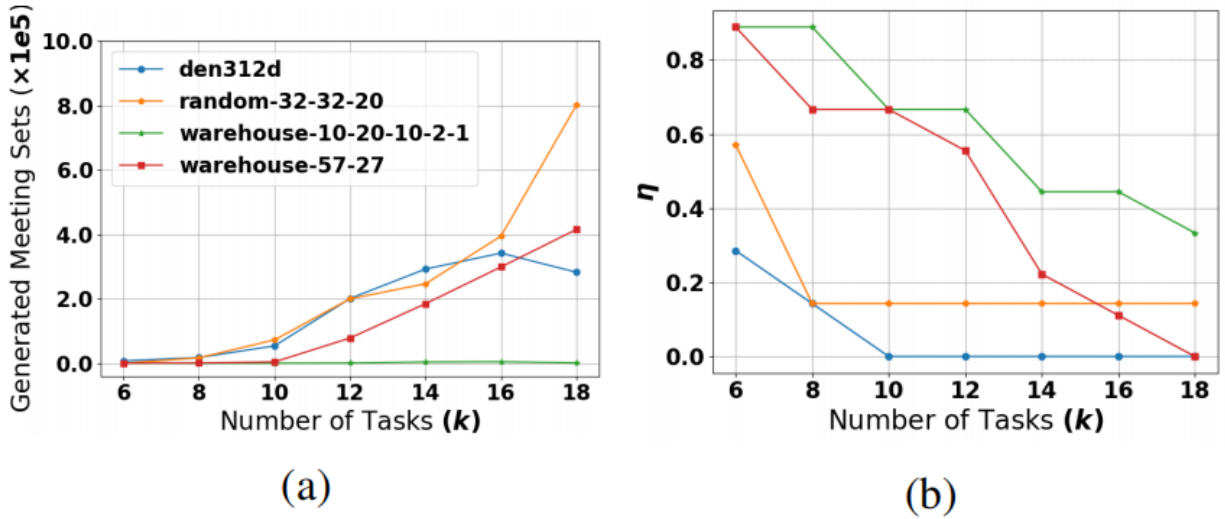 Generated Meeting Sets (×1e5)
10.0
8.0
6.0
4.0
2.0
0.0
den312d
random-32-32-20
warehouse-10-20-10-2-1
warehouse-57-27
6 8 10 12 14 16 18
Number of Tasks (k)
(a)
η
0.8
0.6
0.4
0.2
0.0
6 8 10 12 14 16 18
Number of Tasks (k)
(b)